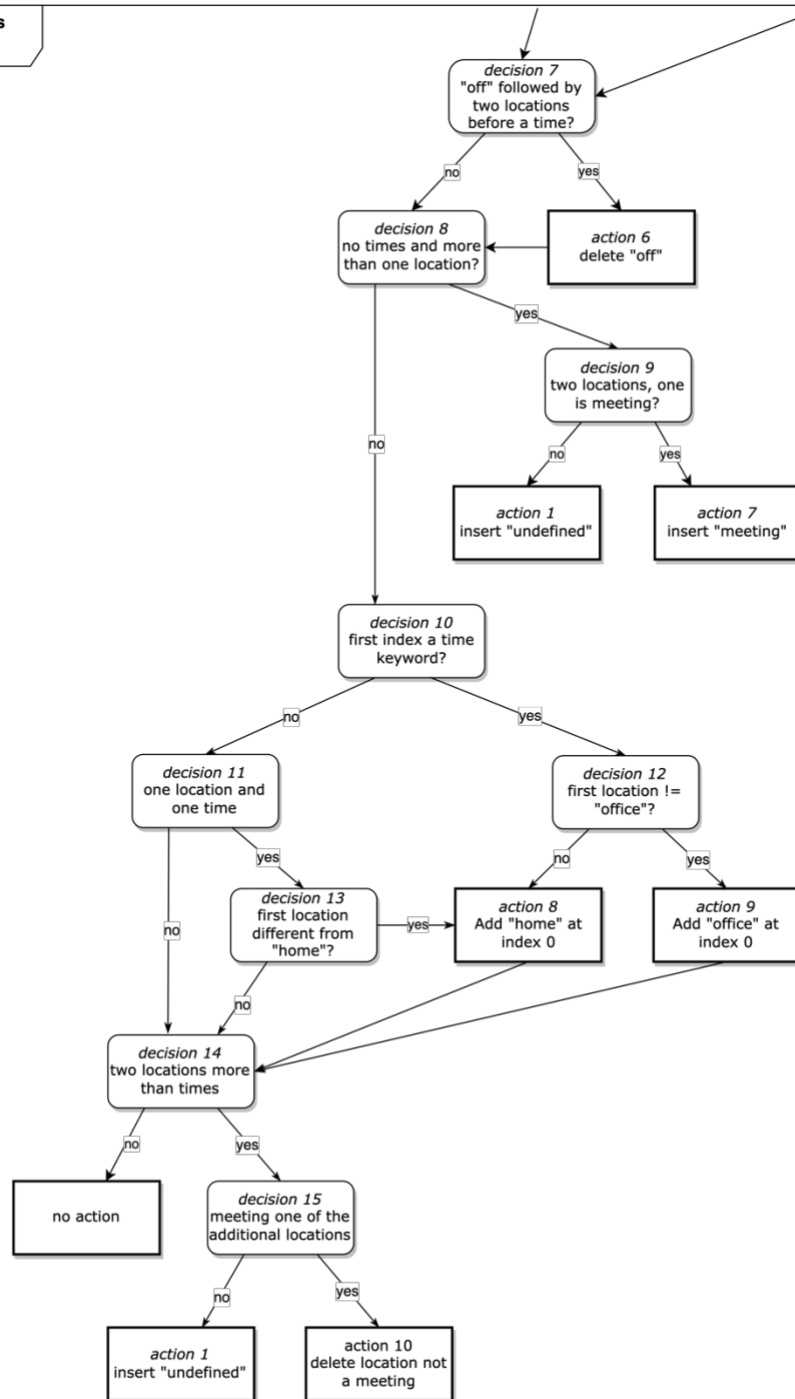 s
decision 7
"off" followed by
two locations
before a time?
no
yes
decision 8
no times and more
than one location?
action 6
delete "off"
yes
decision 9
two locations, one
is meeting?
no
no
yes
action 1
insert "undefined"
action 7
insert "meeting"
decision 10
first index a time
keyword?
no
yes
decision 11
one location and
one time
decision 12
first location !=
"office"?
yes
no
yes
no
decision 13
first location
different from
"home"?
yes
action 8
Add "home" at
index 0
action 9
Add "office" at
index 0
no
decision 14
two locations more
than times
no
yes
no action
decision 15
meeting one of the
additional locations
no
yes
action 1
insert "undefined"
action 10
delete location not
a meeting